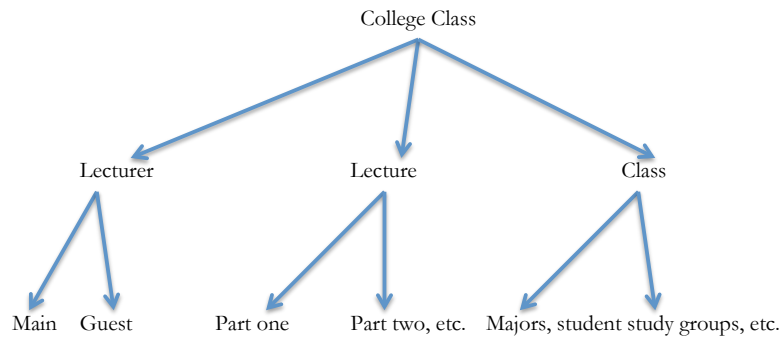 College Class
Lecturer Lecture Class
Main Guest Part one Part two, etc. Majors, student study groups, etc.